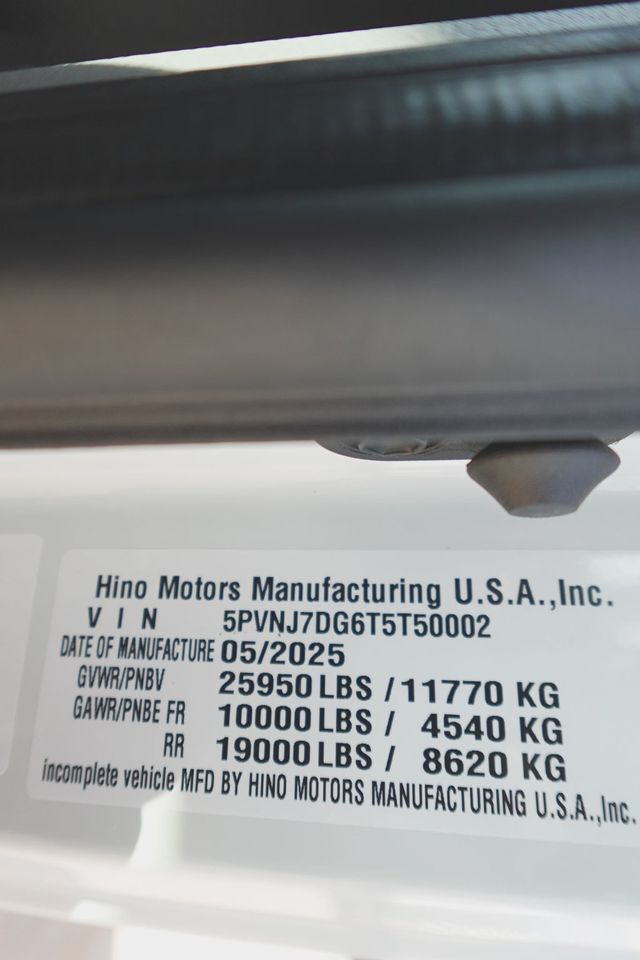 Hino Motors Manufacturing U.S.A.,Inc.
V I N 5PVNJ7DG6T5T50002
DATE OF MANUFACTURE 05/2025
GVWR/PNBV 25950 LBS / 11770 KG
GAWR/PNBE FR 10000 LBS / 4540 KG
RR 19000 LBS / 8620 KG
incomplete vehicle MFD BY HINO MOTORS MANUFACTURING U.S.A.,Inc.